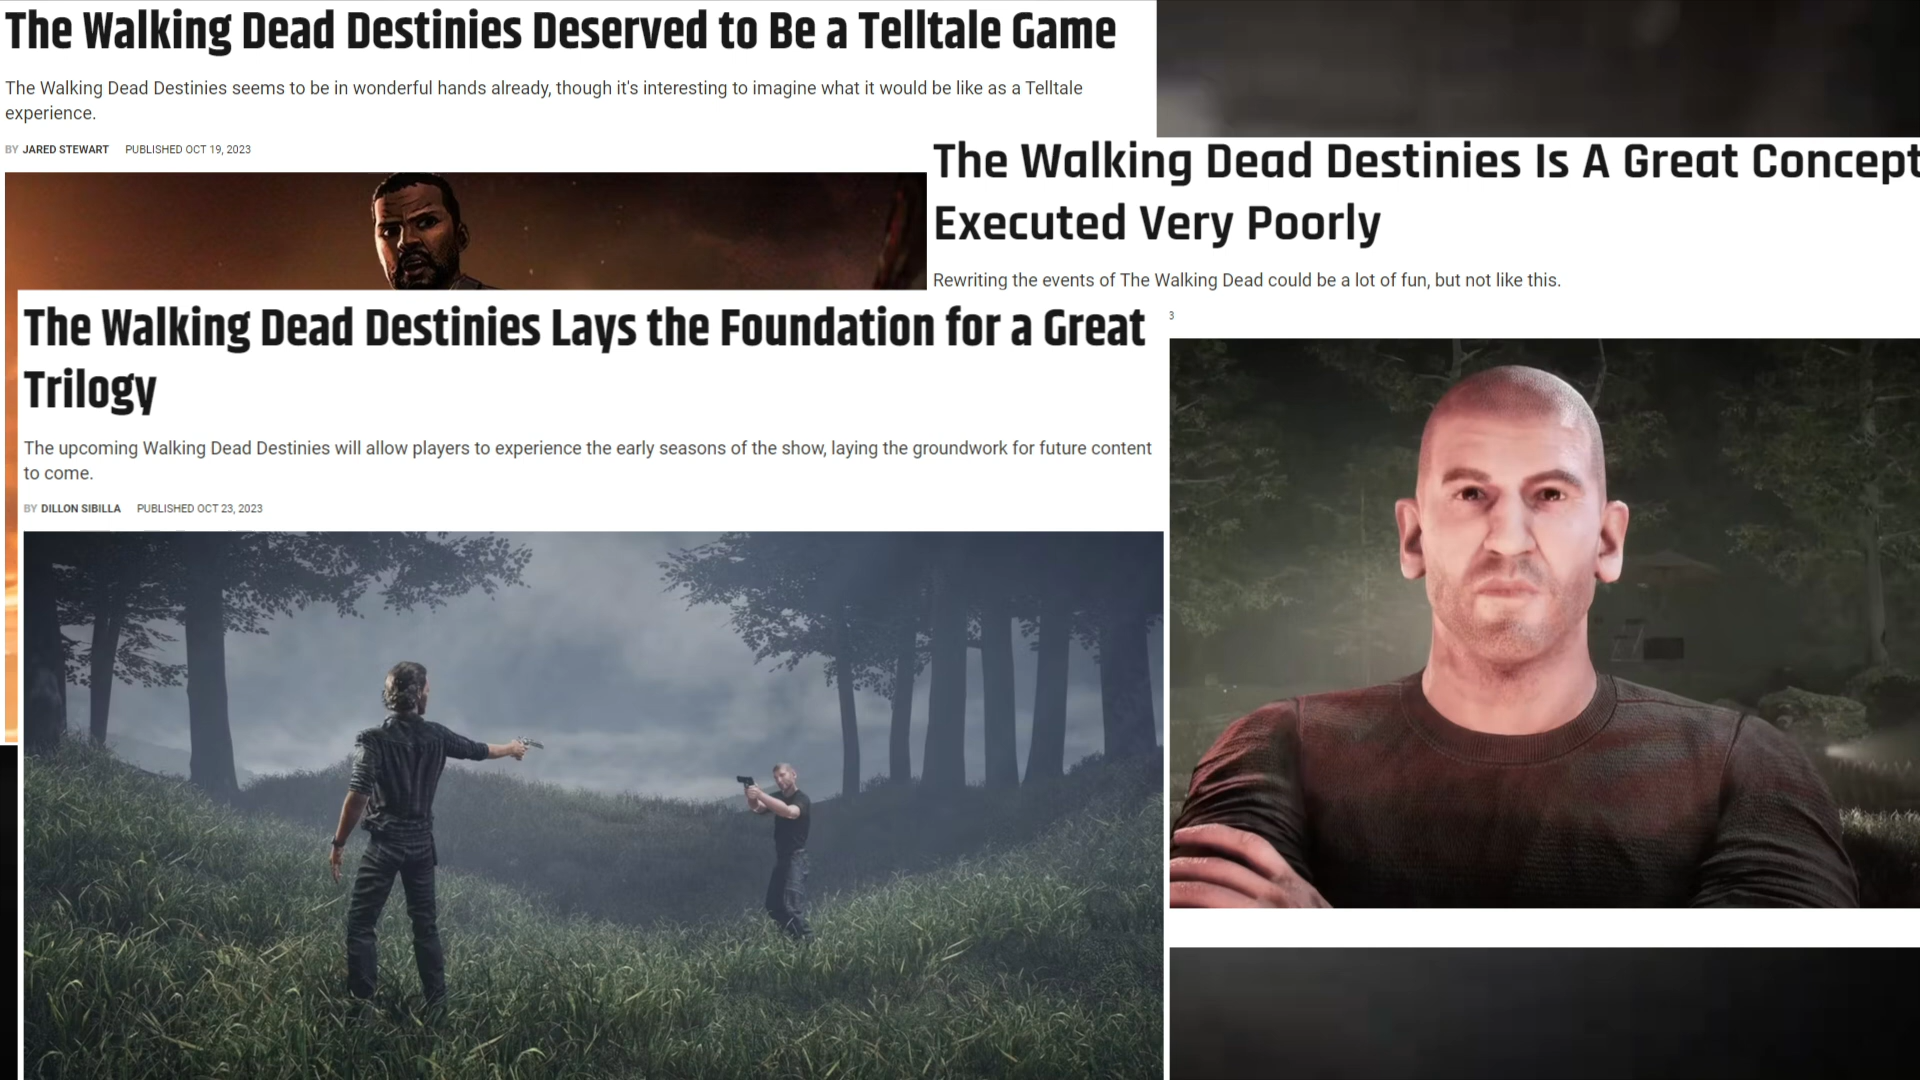 The Walking Dead Destinies Deserved to Be a Telltale Game
The Walking Dead Destinies seems to be in wonderful hands already, though it's interesting to imagine what it would be like as a Telltale
experience.
BY JARED STEWART PUBLISHED OCT 19, 2023
The Walking Dead Destinies Is A Great Concept
Executed Very Poorly
Rewriting the events of The Walking Dead could be a lot of fun, but not like this.
3
The Walking Dead Destinies Lays the Foundation for a Great
Trilogy
The upcoming Walking Dead Destinies will allow players to experience the early seasons of the show, laying the groundwork for future content
to come.
BY DILLON SIBILLA PUBLISHED OCT 23, 2023